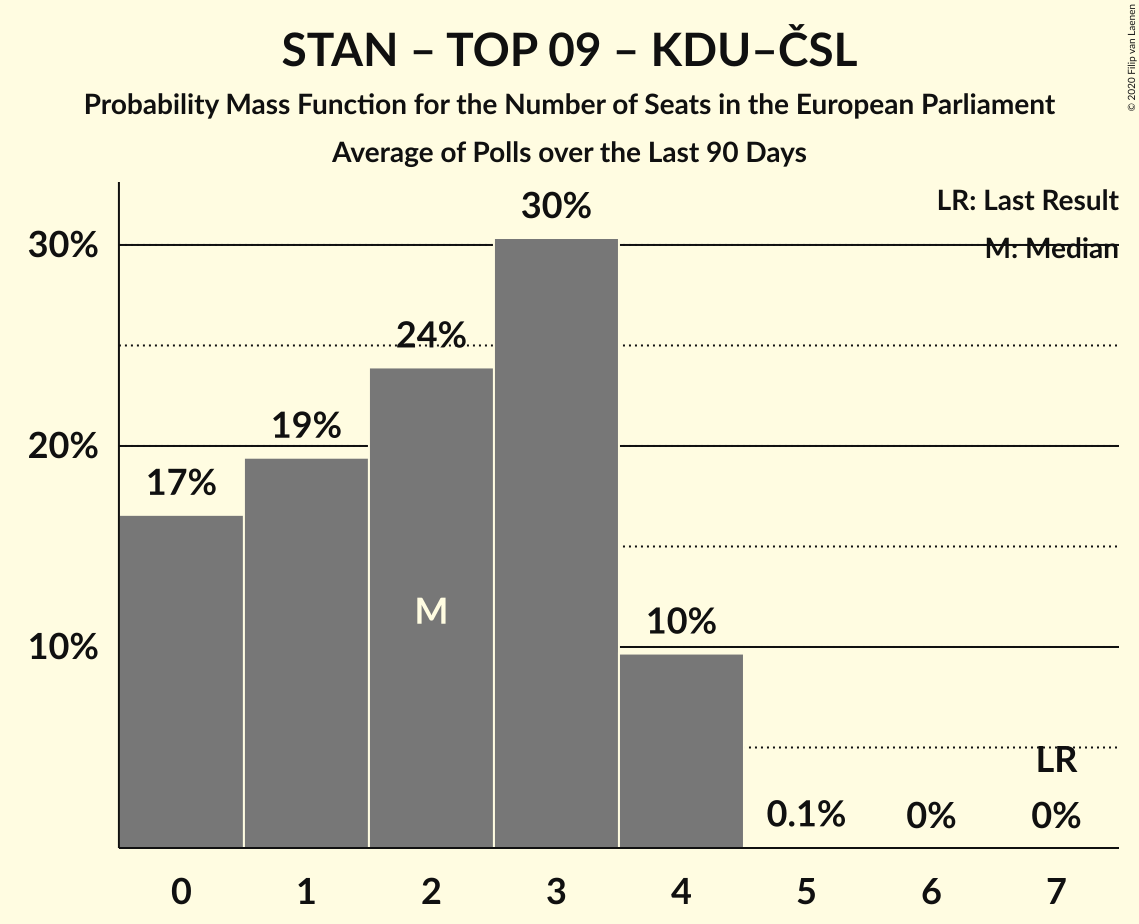 STAN – TOP 09 – KDU–ČSL
Probability Mass Function for the Number of Seats in the European Parliament
Average of Polls over the Last 90 Days
© 2020 Filip van Laenen
LR: Last Result
M: Median
30%
20%
10%
17%
19%
24%
30%
10%
0.1%
0%
0%
M
LR
0 1 2 3 4 5 6 7